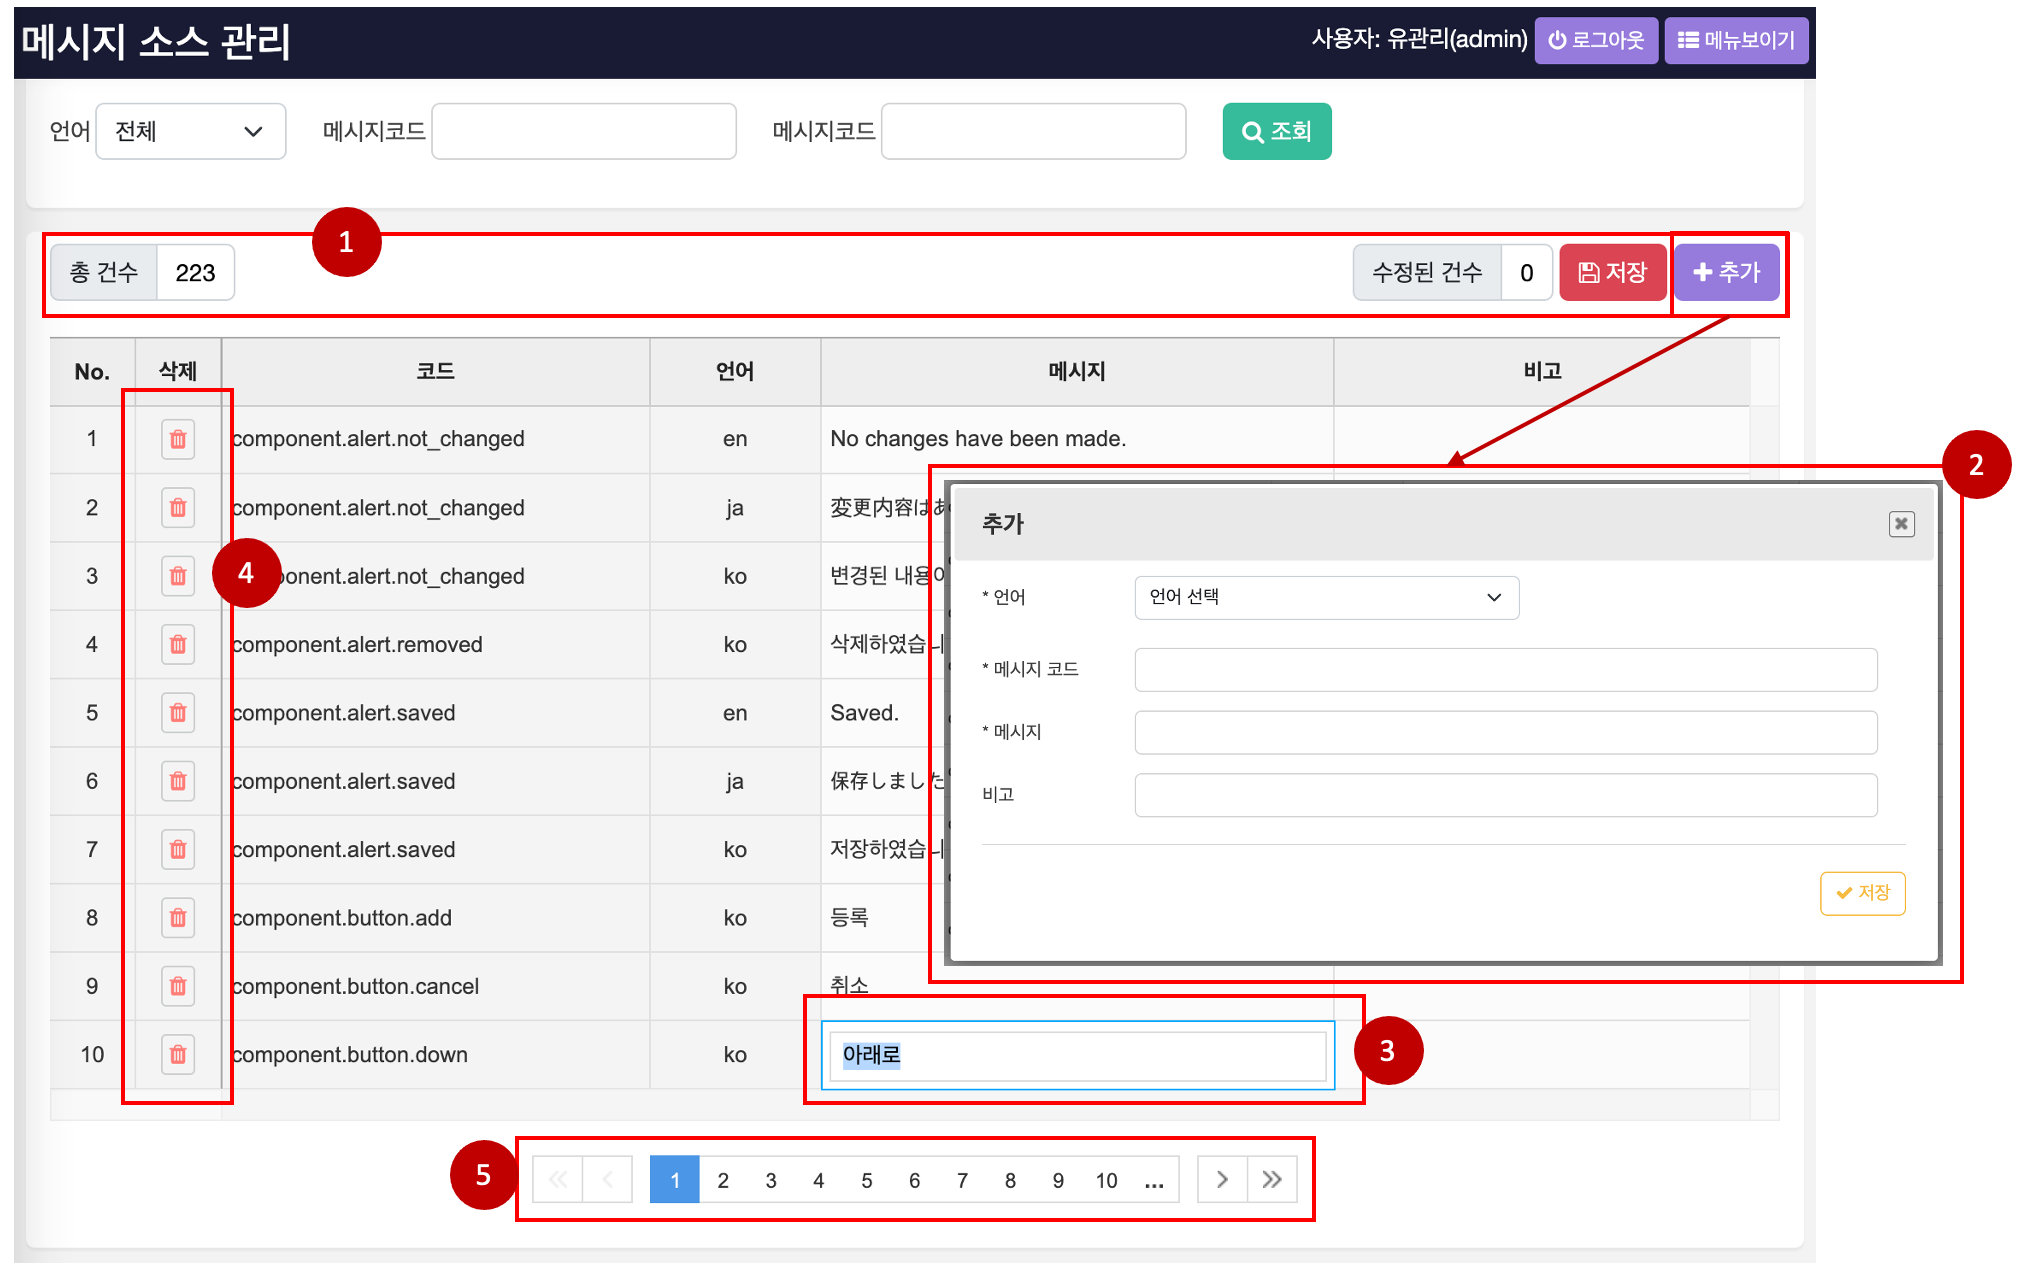 메시지 소스 관리 사용자: 유관리(admin) 로그아웃 메뉴보이기
언어 전체 메시지코드 메시지코드 조회
1
총 건수 223 수정된 건수 0 저장 추가
No. 삭제 코드 언어 메시지 비고
1 component.alert.not_changed en No changes have been made.
2 component.alert.not_changed ja 変更内容は
3 ponent.alert.not_changed ko 변경된 내용
4 component.alert.removed ko 삭제하였습니
5 component.alert.saved en Saved.
6 component.alert.saved ja 保存しました
7 component.alert.saved ko 저장하였습니
8 component.button.add ko 등록
9 component.button.cancel ko 취소
10 component.button.down ko 아래로
2
추가
* 언어 언어 선택
* 메시지 코드
* 메시지
비고
저장
4
3
5
1 2 3 4 5 6 7 8 9 10 ...